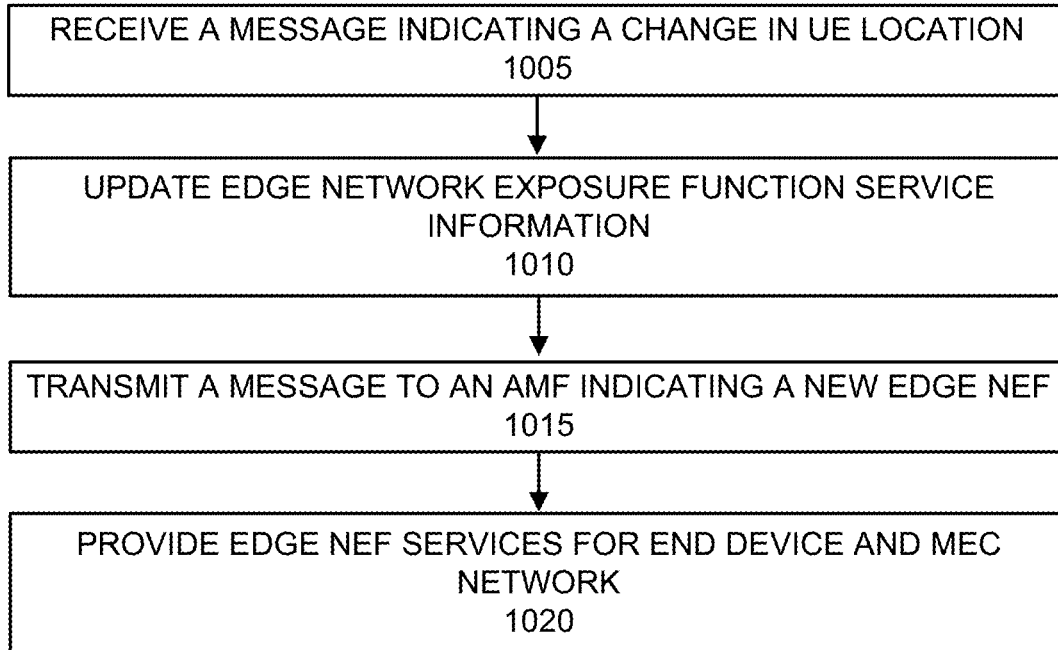 RECEIVE A MESSAGE INDICATING A CHANGE IN UE LOCATION
1005
UPDATE EDGE NETWORK EXPOSURE FUNCTION SERVICE
INFORMATION
1010
TRANSMIT A MESSAGE TO AN AMF INDICATING A NEW EDGE NEF
1015
PROVIDE EDGE NEF SERVICES FOR END DEVICE AND MEC
NETWORK
1020